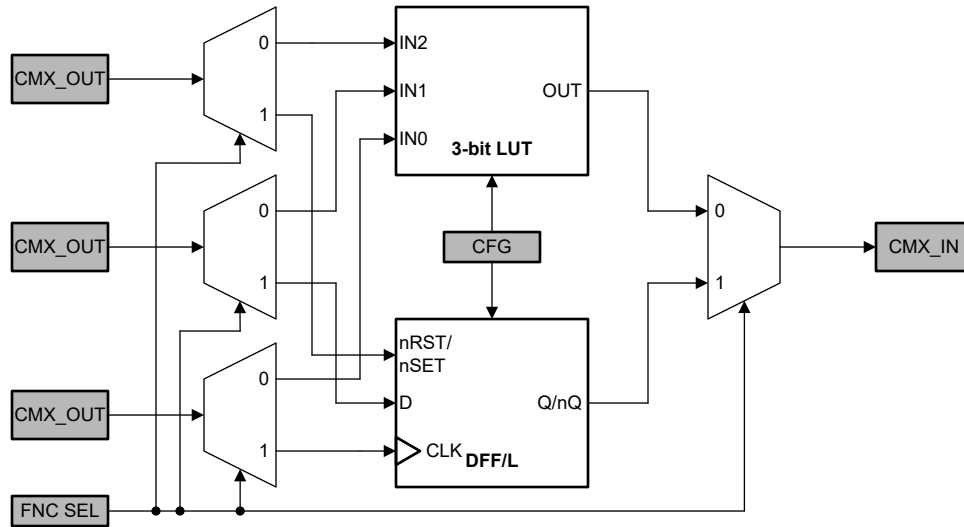 0
IN2
CMX_OUT
IN1
OUT
1
IN0
3-bit LUT
0
0
CMX_OUT
CFG
CMX_IN
1
1
nRST/
nSET
0
CMX_OUT
D
Q/nQ
1
CLK
DFF/L
FNC SEL